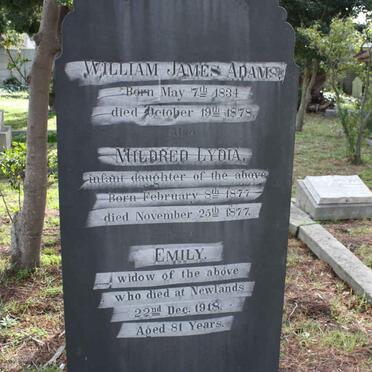 WILLIAM JAMES ADAMS.
Born May 7th 1834
died October 19th 1878.
Also
MILDRED LYDIA.
infant daughter of the above
Born February 8th 1877
died November 25th 1877.
EMILY.
widow of the above
who died at Newlands
22nd Dec. 1918.
Aged 81 Years.